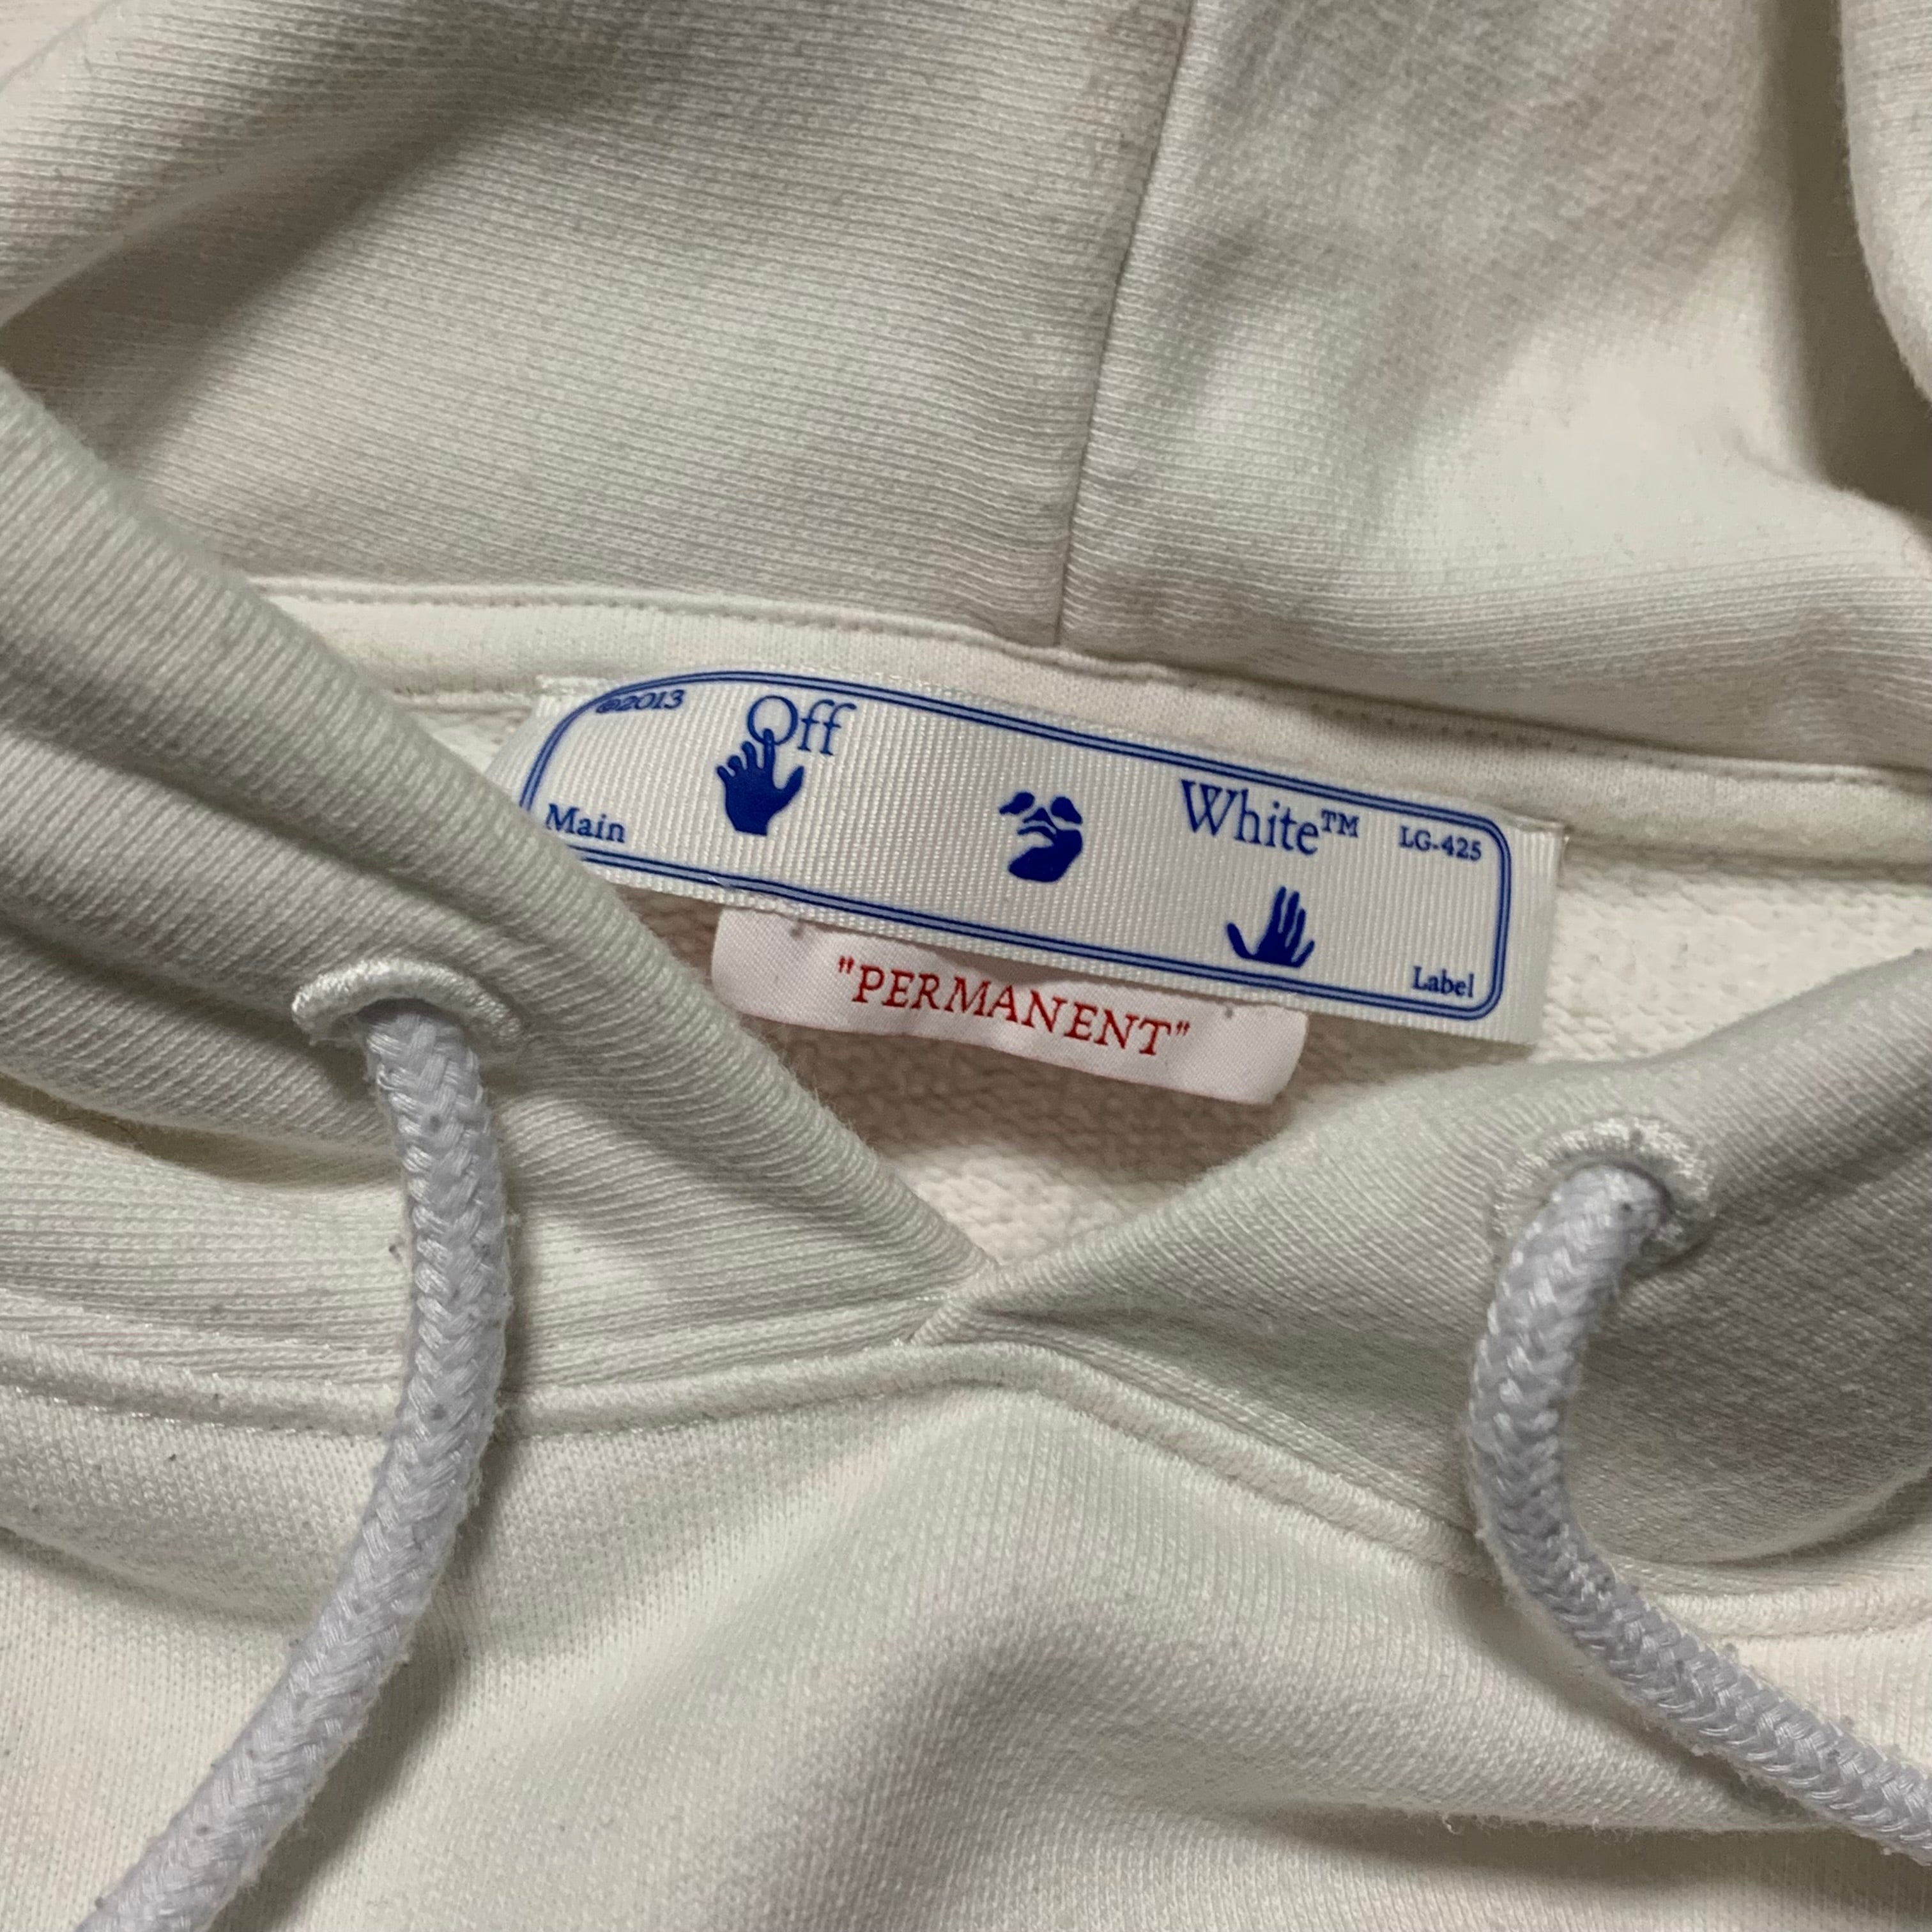 ©2013
Off
White™
LG-425
Main
Label
"PERMANENT"